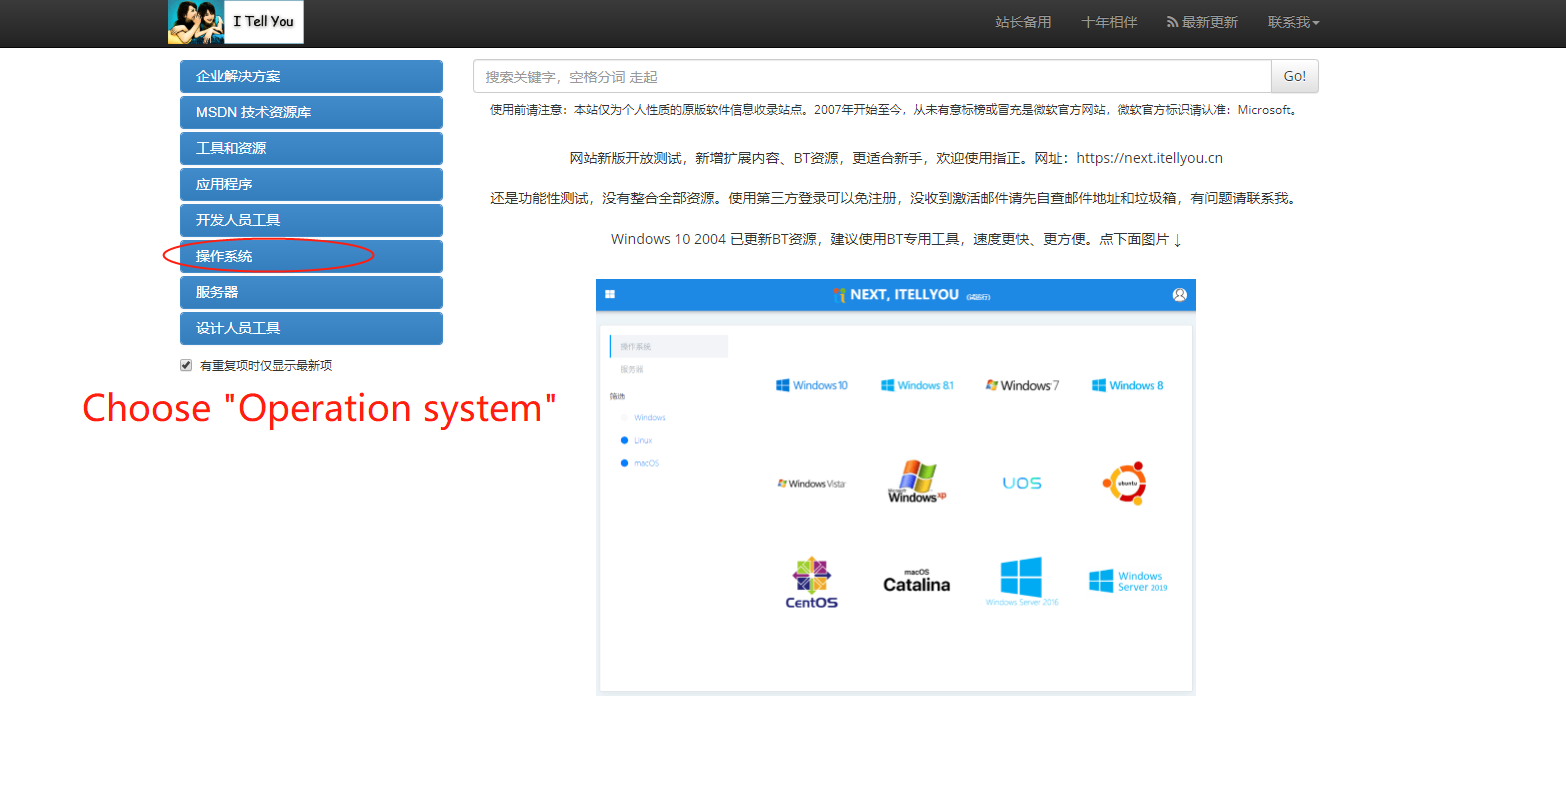 I Tell You
站长备用 十年相伴 最新更新 联系我
企业解决方案
MSDN 技术资源库
工具和资源
应用程序
开发人员工具
操作系统
服务器
设计人员工具
有重复项时仅显示最新项
Choose "Operation system"
搜索关键字，空格分词 走起 Go!
使用前请注意：本站仅为个人性质的原版软件信息收录站点。2007年开始至今，从未有意标榜或冒充是微软官方网站，微软官方标识请认准：Microsoft。
网站新版开放测试，新增扩展内容、BT资源，更适合新手，欢迎使用指正。网址：https://next.itellyou.cn
还是功能性测试，没有整合全部资源。使用第三方登录可以免注册，没收到激活邮件请先自查邮件地址和垃圾箱，有问题请联系我。
Windows 10 2004 已更新BT资源，建议使用BT专用工具，速度更快、更方便。点下面图片 ↓
NEXT, ITELLYOU
操作系统
服务器
筛选
Windows
Linux
macOS
Windows 10 Windows 8.1 Windows 7 Windows 8
Windows Vista Microsoft Windows xp UOS ubuntu
CentOS macOS Catalina Windows Server 2016 Windows Server 2019